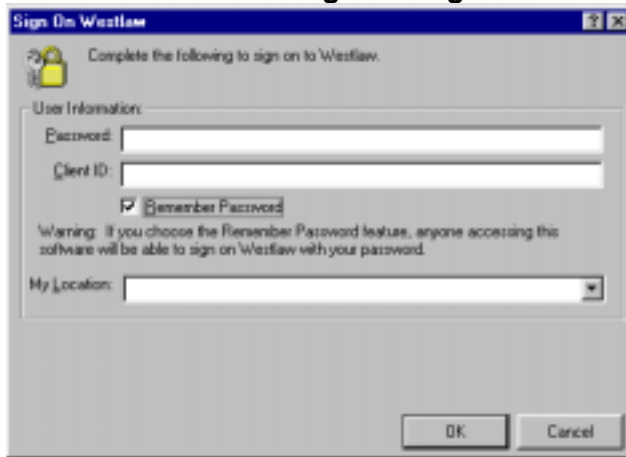 Sign On Westlaw
Complete the following to sign on to Westlaw.
User Information:
Password:
Client ID:
Remember Password
Warning: If you choose the Remember Password feature, anyone accessing this
software will be able to sign on Westlaw with your password.
My Location:
OK Cancel